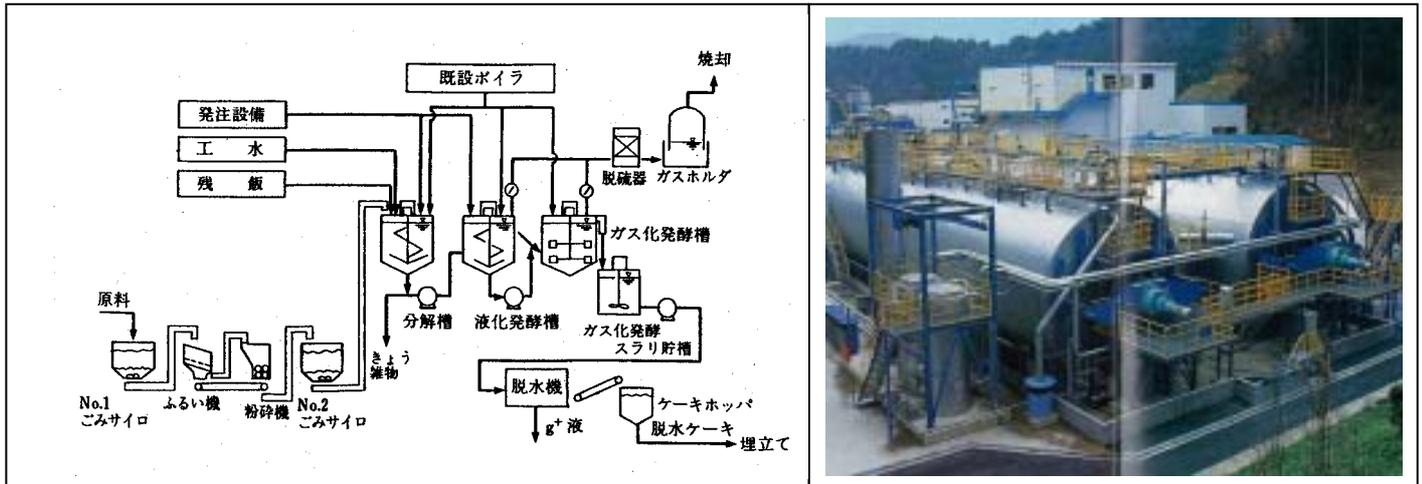 既設ボイラ
焼却
発注設備
工　水
残　飯
脱硫器
ガスホルダ
ガス化発酵槽
原料
分解槽
液化発酵槽
ガス化発酵
スラリ貯槽
きょう
雑物
No.1
ごみサイロ
ふるい機
粉砕機
No.2
ごみサイロ
脱水機
g⁺液
ケーキホッパ
脱水ケーキ
埋立て